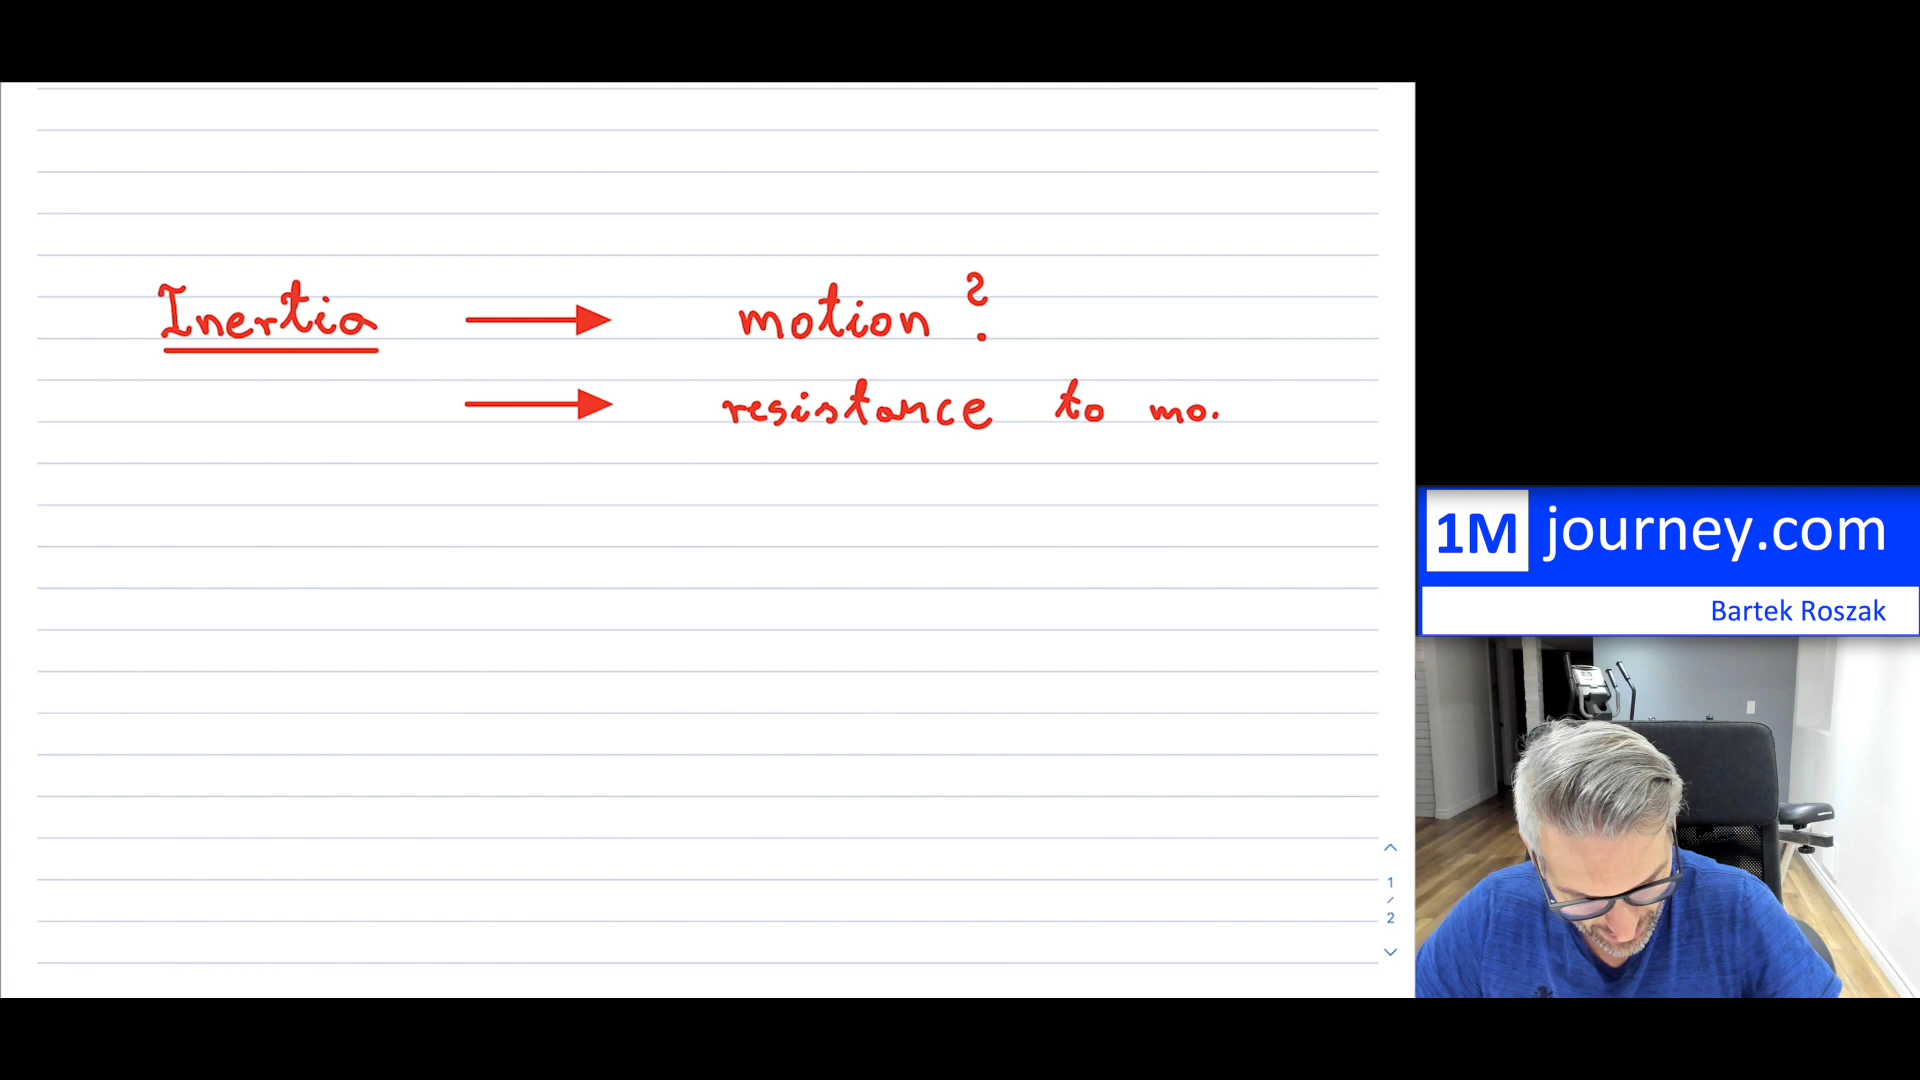 Inertia → motion ?
→ resistance to mo.
1M journey.com
Bartek Roszak
1
/
2